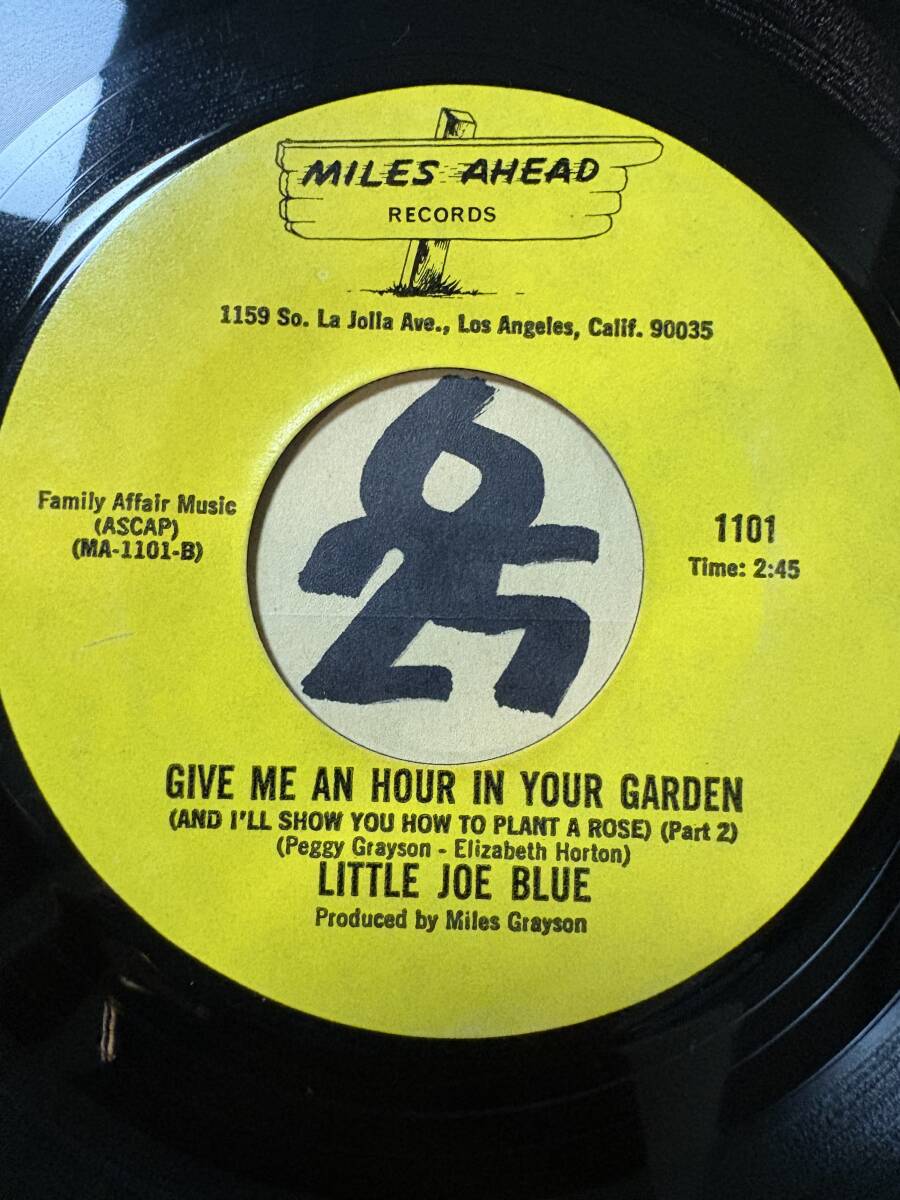 MILES AHEAD
RECORDS
1159 So. La Jolla Ave., Los Angeles, Calif. 90035
Family Affair Music
(ASCAP)
(MA-1101-B)
1101
Time: 2:45
GIVE ME AN HOUR IN YOUR GARDEN
(AND I'LL SHOW YOU HOW TO PLANT A ROSE) (Part 2)
(Peggy Grayson - Elizabeth Horton)
LITTLE JOE BLUE
Produced by Miles Grayson